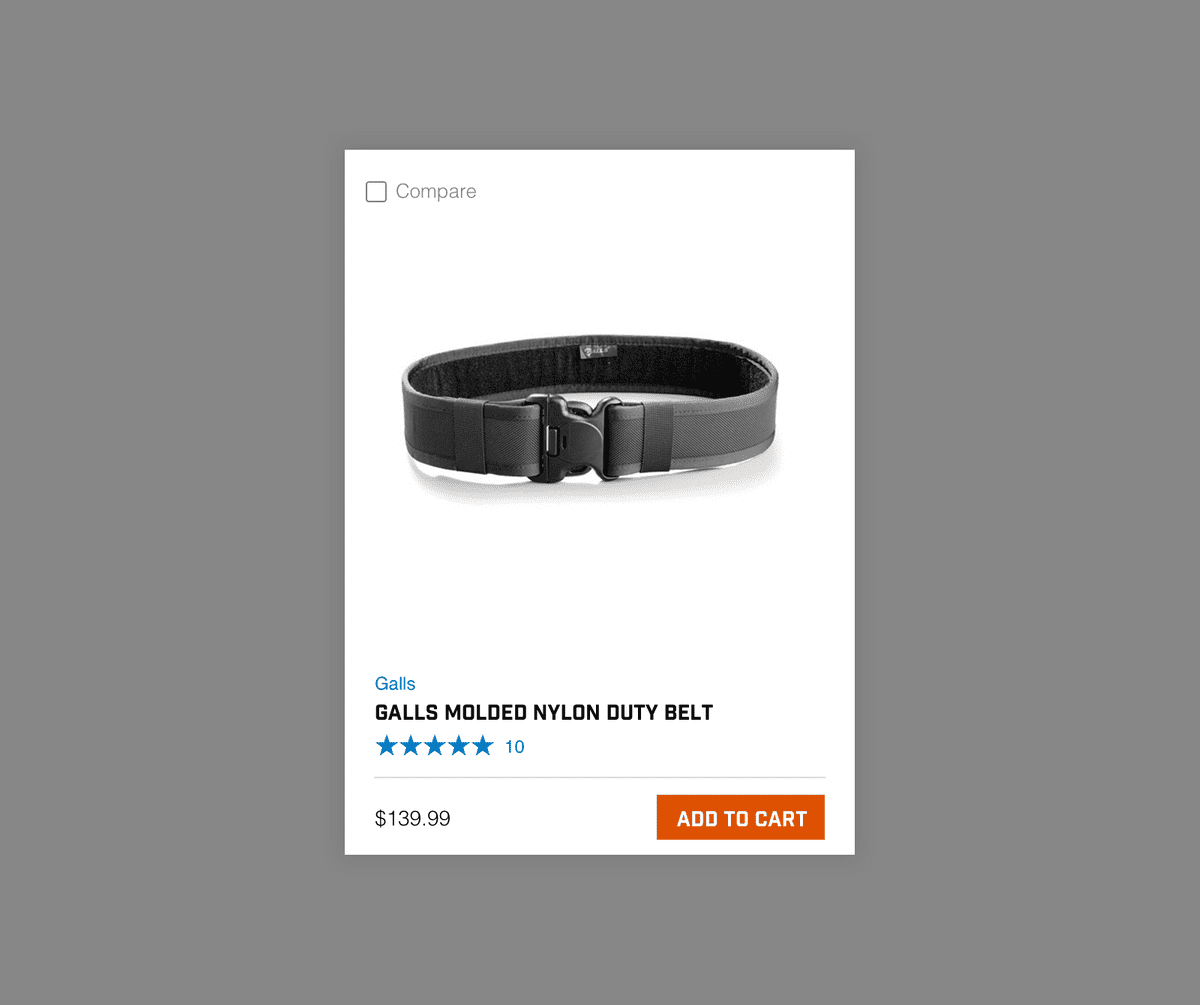 Compare
Galls
GALLS MOLDED NYLON DUTY BELT
10
$139.99
ADD TO CART